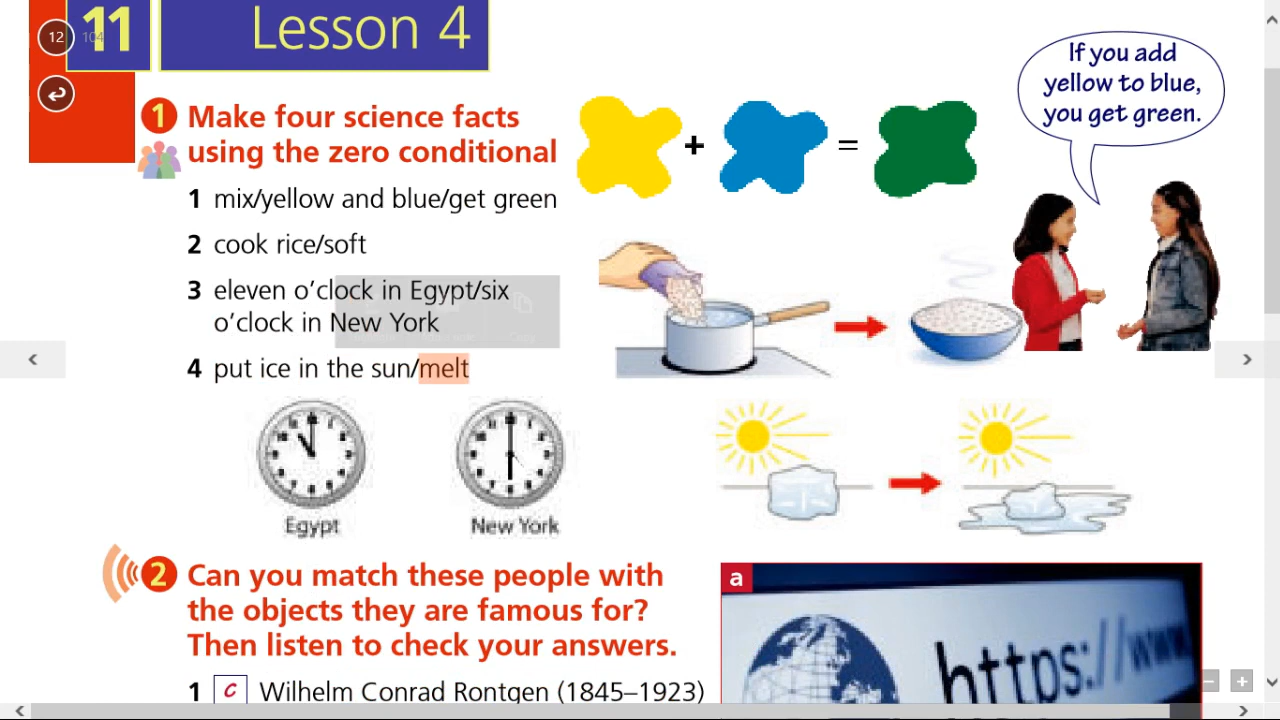 12
104
11
Lesson 4
1 Make four science facts
using the zero conditional
1 mix/yellow and blue/get green
2 cook rice/soft
3 eleven o'clock in Egypt/six
o'clock in New York
4 put ice in the sun/melt
+
=
If you add
yellow to blue,
you get green.
Egypt
New York
2 Can you match these people with
the objects they are famous for?
Then listen to check your answers.
1 c Wilhelm Conrad Rontgen (1845–1923)
a
https://www